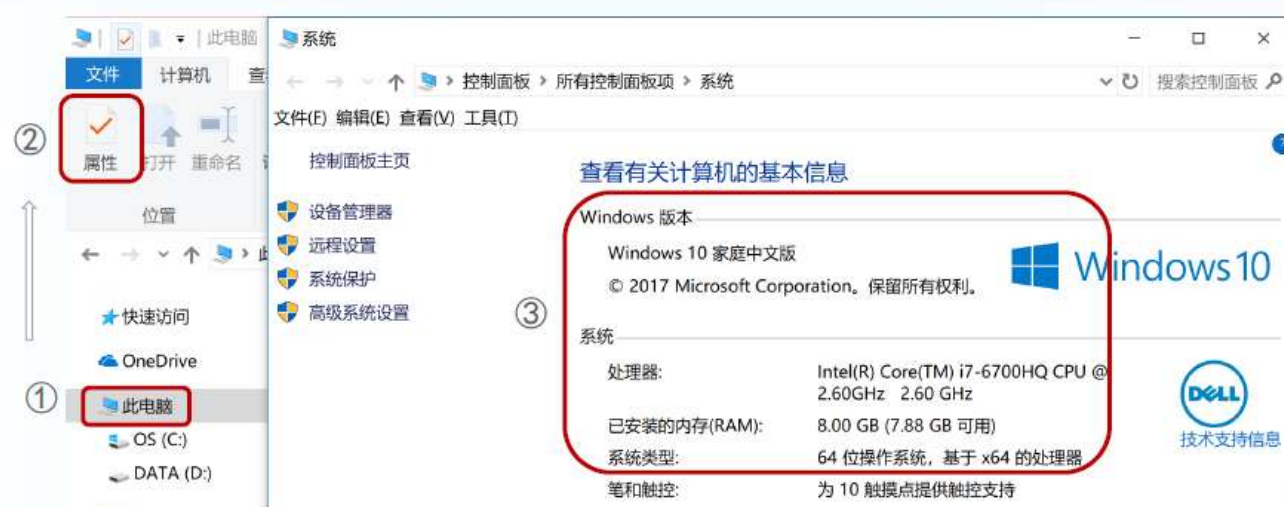 此电脑
文件 计算机 查
②
属性 打开 重命名
位置
快速访问
OneDrive
①
此电脑
OS (C:)
DATA (D:)
系统
控制面板 > 所有控制面板项 > 系统
搜索控制面板
文件(F) 编辑(E) 查看(V) 工具(T)
控制面板主页
设备管理器
远程设置
系统保护
高级系统设置
③
查看有关计算机的基本信息
Windows 版本
Windows 10 家庭中文版
© 2017 Microsoft Corporation。保留所有权利。
Windows 10
系统
处理器: Intel(R) Core(TM) i7-6700HQ CPU @
2.60GHz 2.60 GHz
已安装的内存(RAM): 8.00 GB (7.88 GB 可用)
系统类型: 64 位操作系统，基于 x64 的处理器
笔和触控: 为 10 触摸点提供触控支持
DELL
技术支持信息